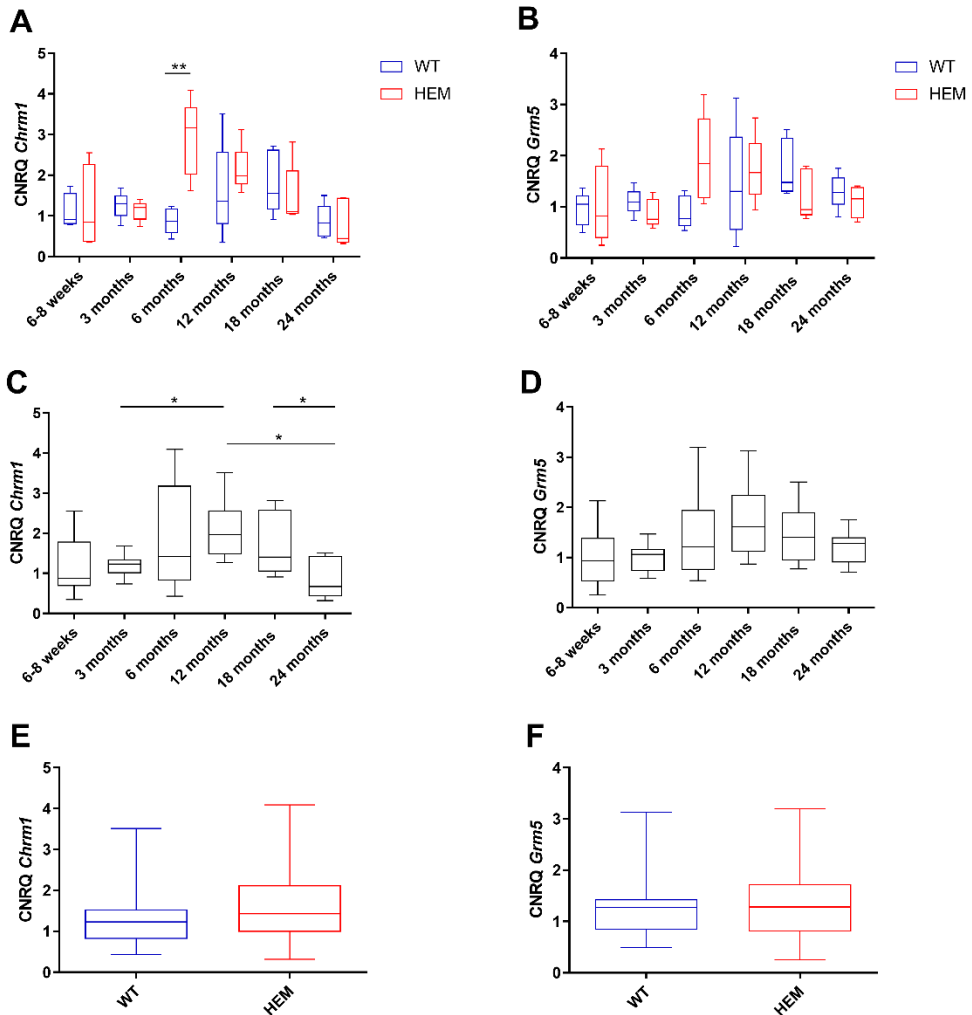 A
CNRQ Chrm1
5
4
3
2
1
0
**
WT
HEM
6-8 weeks
3 months
6 months
12 months
18 months
24 months
B
CNRQ Grm5
4
3
2
1
0
WT
HEM
6-8 weeks
3 months
6 months
12 months
18 months
24 months
C
CNRQ Chrm1
5
4
3
2
1
0
*
*
*
6-8 weeks
3 months
6 months
12 months
18 months
24 months
D
CNRQ Grm5
4
3
2
1
0
6-8 weeks
3 months
6 months
12 months
18 months
24 months
E
CNRQ Chrm1
5
4
3
2
1
0
WT
HEM
F
CNRQ Grm5
4
3
2
1
0
WT
HEM